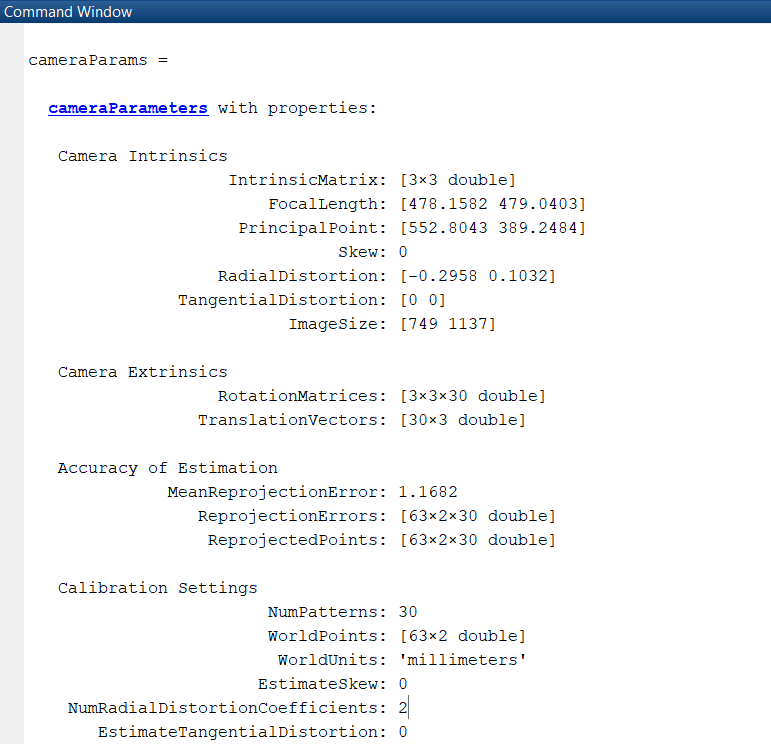 Command Window
cameraParams =
cameraParameters with properties:
Camera Intrinsics
IntrinsicMatrix: [3×3 double]
FocalLength: [478.1582 479.0403]
PrincipalPoint: [552.8043 389.2484]
Skew: 0
RadialDistortion: [-0.2958 0.1032]
TangentialDistortion: [0 0]
ImageSize: [749 1137]
Camera Extrinsics
RotationMatrices: [3×3×30 double]
TranslationVectors: [30×3 double]
Accuracy of Estimation
MeanReprojectionError: 1.1682
ReprojectionErrors: [63×2×30 double]
ReprojectedPoints: [63×2×30 double]
Calibration Settings
NumPatterns: 30
WorldPoints: [63×2 double]
WorldUnits: 'millimeters'
EstimateSkew: 0
NumRadialDistortionCoefficients: 2
EstimateTangentialDistortion: 0